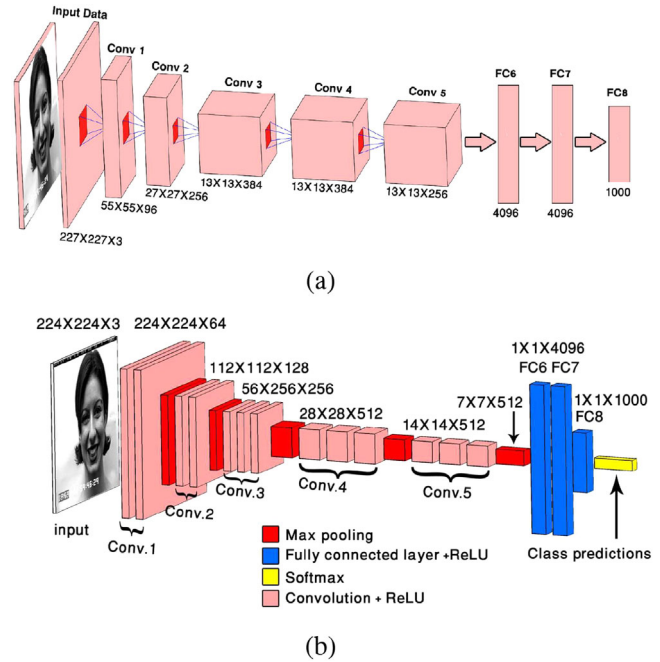 Input Data
Conv 1
Conv 2
Conv 3
Conv 4
Conv 5
FC6
FC7
FC8
227X227X3
55X55X96
27X27X256
13X13X384
13X13X384
13X13X256
4096
4096
1000
(a)
224X224X3
224X224X64
112X112X128
56X256X256
28X28X512
14X14X512
7X7X512
1X1X4096
FC6 FC7
1X1X1000
FC8
input
Conv.1
Conv.2
Conv.3
Conv.4
Conv.5
Class predictions
Max pooling
Fully connected layer +ReLU
Softmax
Convolution + ReLU
(b)